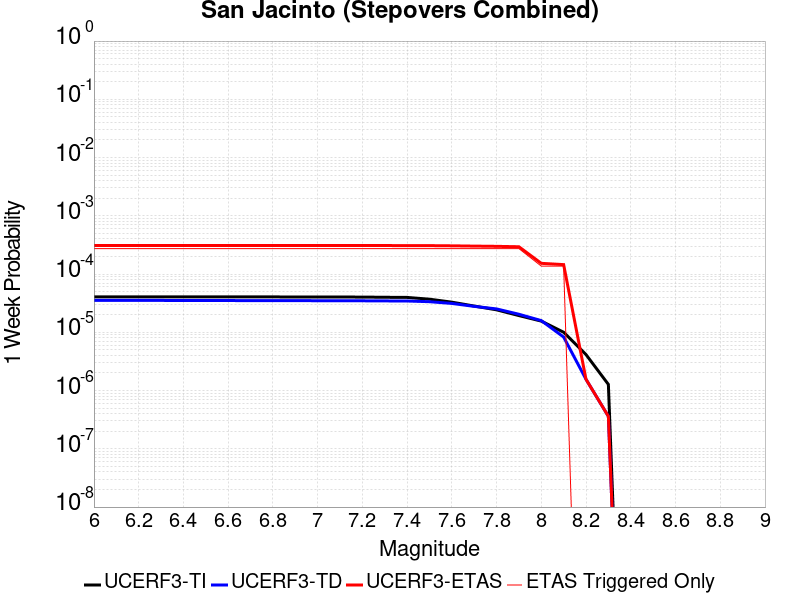 San Jacinto (Stepovers Combined)
10^0
10^-1
10^-2
10^-3
10^-4
10^-5
10^-6
10^-7
10^-8
1 Week Probability
6 6.2 6.4 6.6 6.8 7 7.2 7.4 7.6 7.8 8 8.2 8.4 8.6 8.8 9
Magnitude
UCERF3-TI UCERF3-TD UCERF3-ETAS ETAS Triggered Only